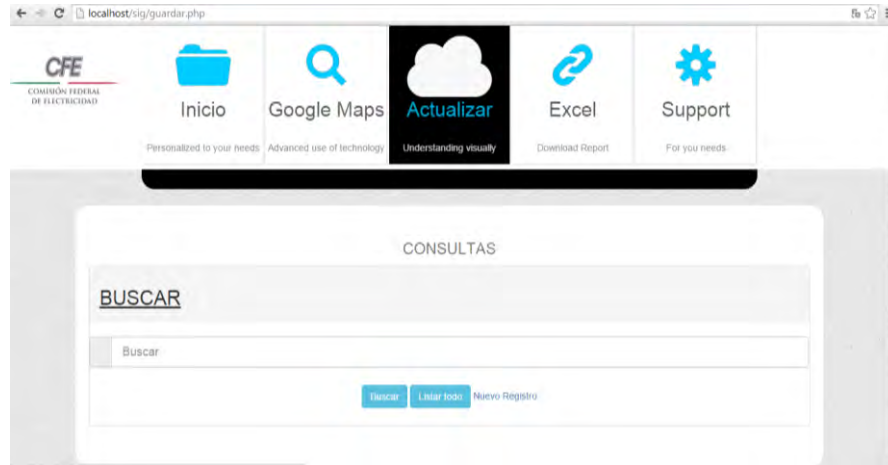 localhost/sig/guardar.php
CFE
COMISIÓN FEDERAL
DE ELECTRICIDAD
Inicio
Personalized to your needs
Google Maps
Advanced use of technology
Actualizar
Understanding visually
Excel
Download Report
Support
For you needs
CONSULTAS
BUSCAR
Buscar
Buscar Listar todo Nuevo Registro